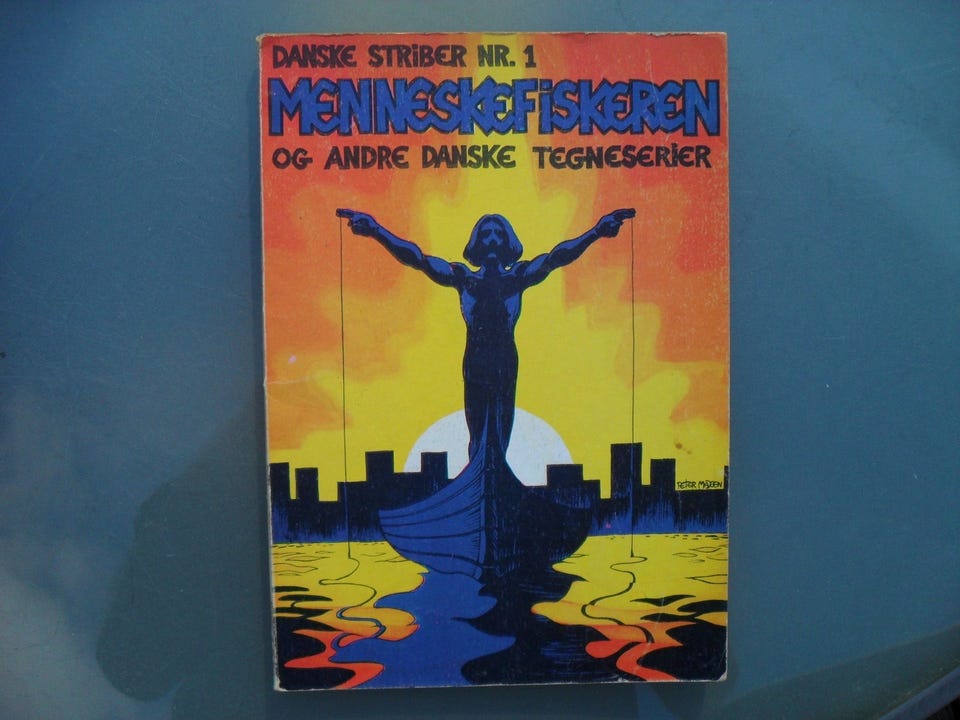 DANSKE STRiBER NR. 1
MENNESKEFiSKEREN
OG ANDRE DANSKE TEGNESERiER
PETER MADSEN